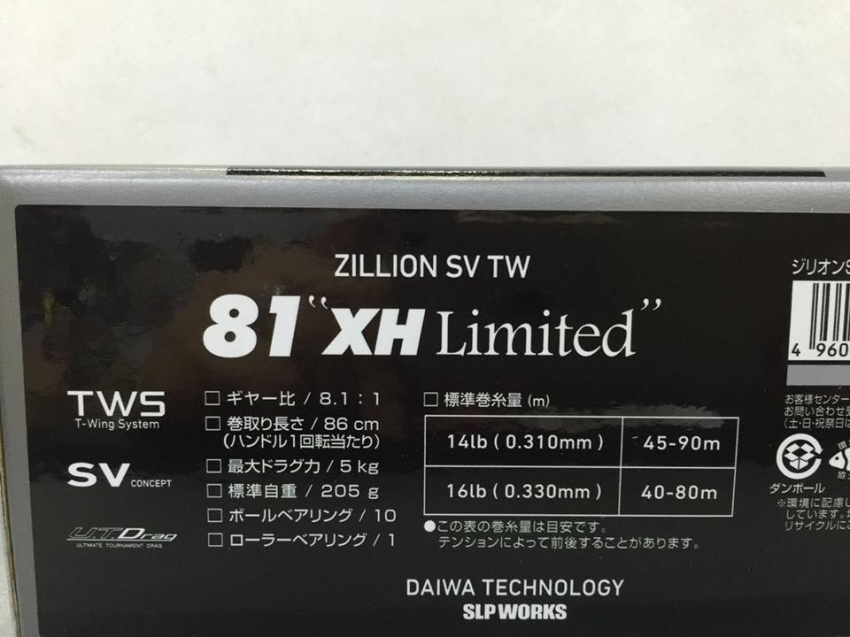 ZILLION SV TW
81 "XH Limited"
TWS
T-Wing System
SV CONCEPT
UTDrag
ULTIMATE TOURNAMENT DRAG
□ ギヤー比 / 8.1：1
□ 巻取り長さ / 86 cm
(ハンドル1回転当たり)
□ 最大ドラグ力 / 5 kg
□ 標準自重 / 205 g
□ ボールベアリング / 10
□ ローラーベアリング / 1
□ 標準巻糸量 (m)
14lb ( 0.310mm ) 45-90m
16lb ( 0.330mm ) 40-80m
●この表の巻糸量は目安です。
テンションによって前後することがあります。
DAIWA TECHNOLOGY
SLP WORKS
ジリオンS
4 960
お客様センター
お問い合わせ受
(土・日・祝祭日は
ダンボール
※環境に配慮し
しています。
リサイクルにこ